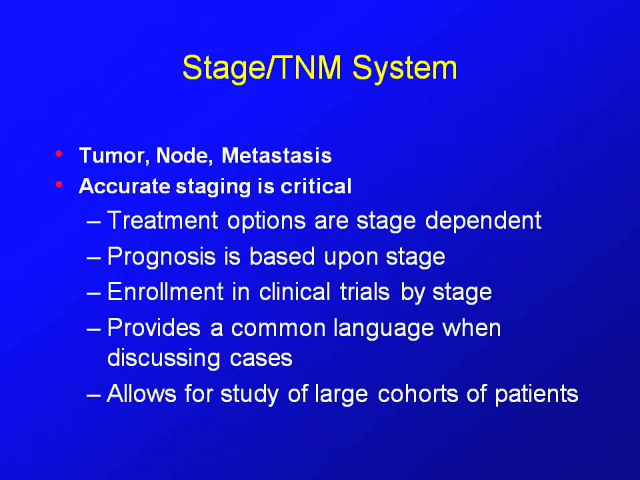 Stage/TNM System
• Tumor, Node, Metastasis
• Accurate staging is critical
– Treatment options are stage dependent
– Prognosis is based upon stage
– Enrollment in clinical trials by stage
– Provides a common language when
discussing cases
– Allows for study of large cohorts of patients